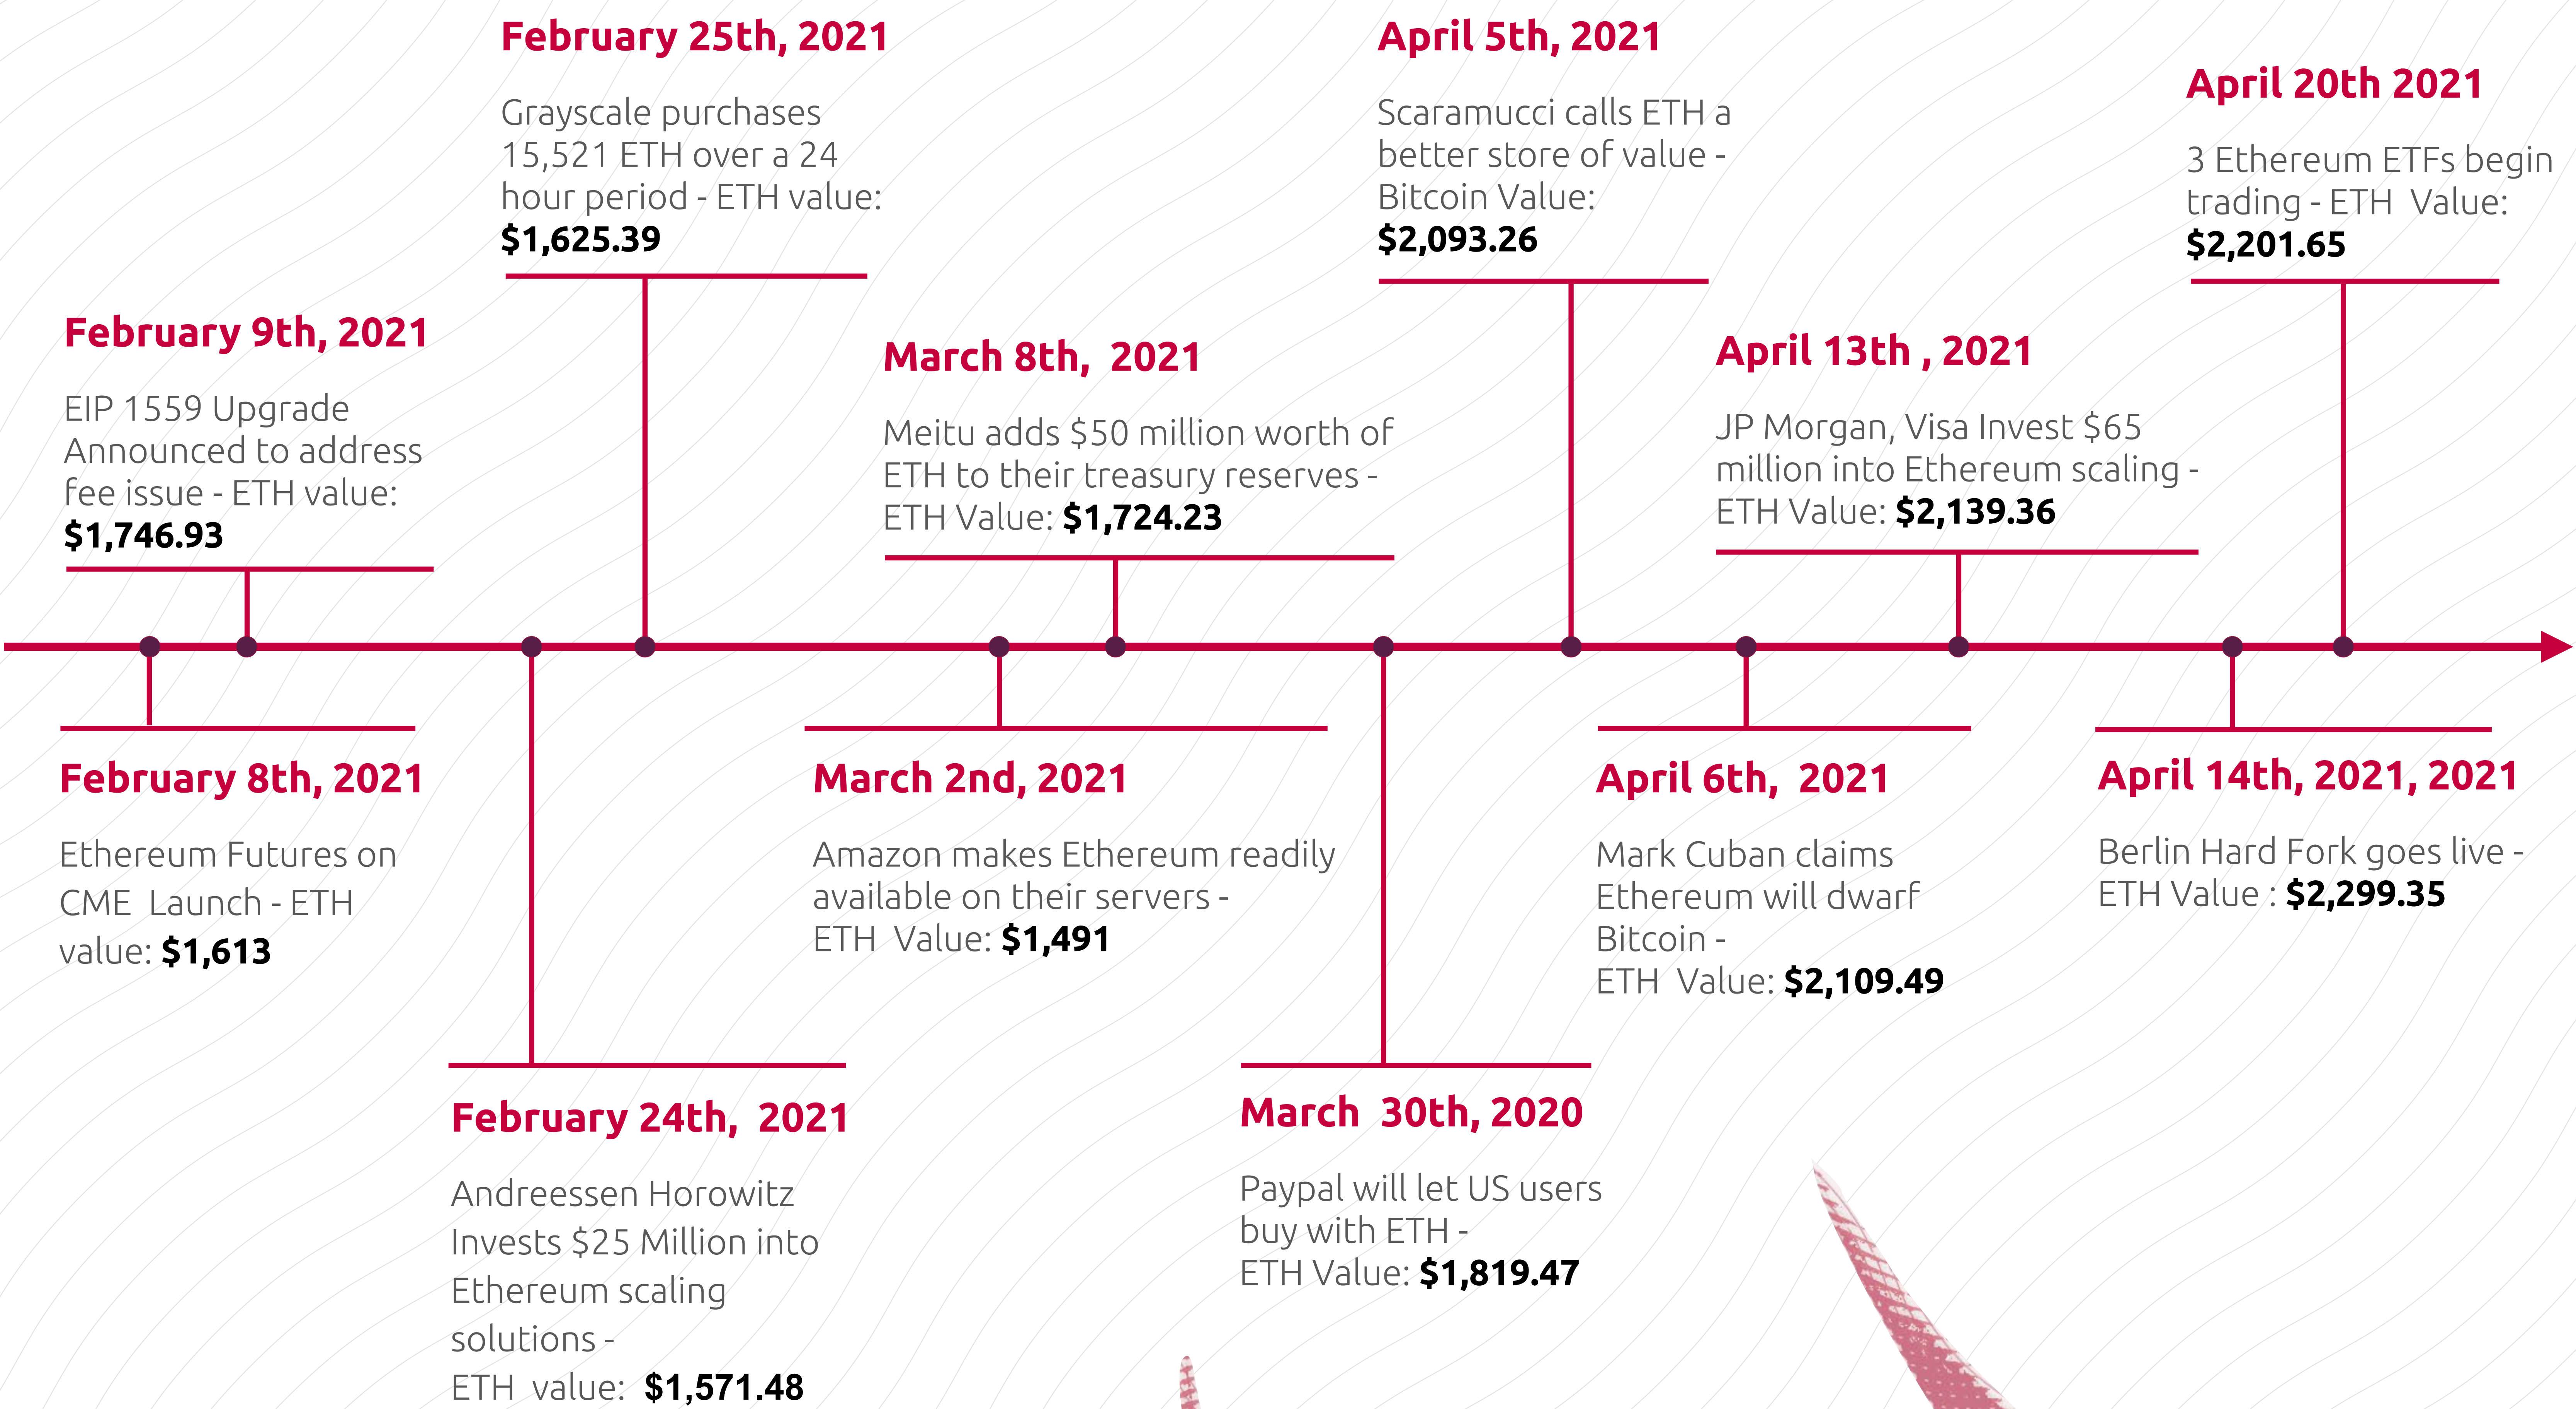 February 25th, 2021
Grayscale purchases
15,521 ETH over a 24
hour period - ETH value:
$1,625.39
April 5th, 2021
Scaramucci calls ETH a
better store of value -
Bitcoin Value:
$2,093.26
April 20th 2021
3 Ethereum ETFs begin
trading - ETH  Value:
$2,201.65
February 9th, 2021
EIP 1559 Upgrade
Announced to address
fee issue - ETH value:
$1,746.93
March 8th,  2021
Meitu adds $50 million worth of
ETH to their treasury reserves -
ETH Value: $1,724.23
April 13th , 2021
JP Morgan, Visa Invest $65
million into Ethereum scaling -
ETH Value: $2,139.36
February 8th, 2021
Ethereum Futures on
CME  Launch - ETH
value: $1,613
March 2nd, 2021
Amazon makes Ethereum readily
available on their servers -
ETH  Value: $1,491
April 6th,  2021
Mark Cuban claims
Ethereum will dwarf
Bitcoin -
ETH  Value: $2,109.49
April 14th, 2021, 2021
Berlin Hard Fork goes live -
ETH Value : $2,299.35
February 24th,  2021
Andreessen Horowitz
Invests $25 Million into
Ethereum scaling
solutions -
ETH  value:  $1,571.48
March  30th, 2020
Paypal will let US users
buy with ETH -
ETH Value: $1,819.47